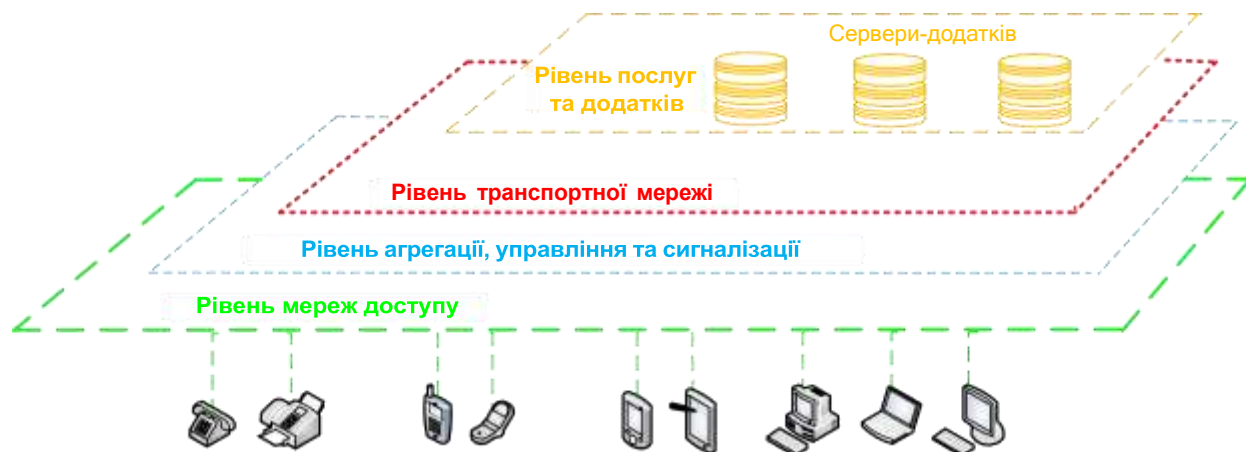 Сервери-додатків
Рівень послуг
та додатків
Рівень транспортної мережі
Рівень агрегації, управління та сигналізації
Рівень мереж доступу